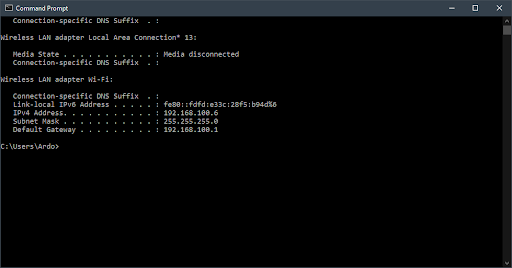 Command Prompt
Connection-specific DNS Suffix  . :
Wireless LAN adapter Local Area Connection* 13:
Media State . . . . . . . . . . . : Media disconnected
Connection-specific DNS Suffix  . :
Wireless LAN adapter Wi-Fi:
Connection-specific DNS Suffix  . :
Link-local IPv6 Address . . . . . : fe80::fdfd:e33c:28f5:b94d%6
IPv4 Address. . . . . . . . . . . : 192.168.100.6
Subnet Mask . . . . . . . . . . . : 255.255.255.0
Default Gateway . . . . . . . . . : 192.168.100.1
C:\Users\Ardo>